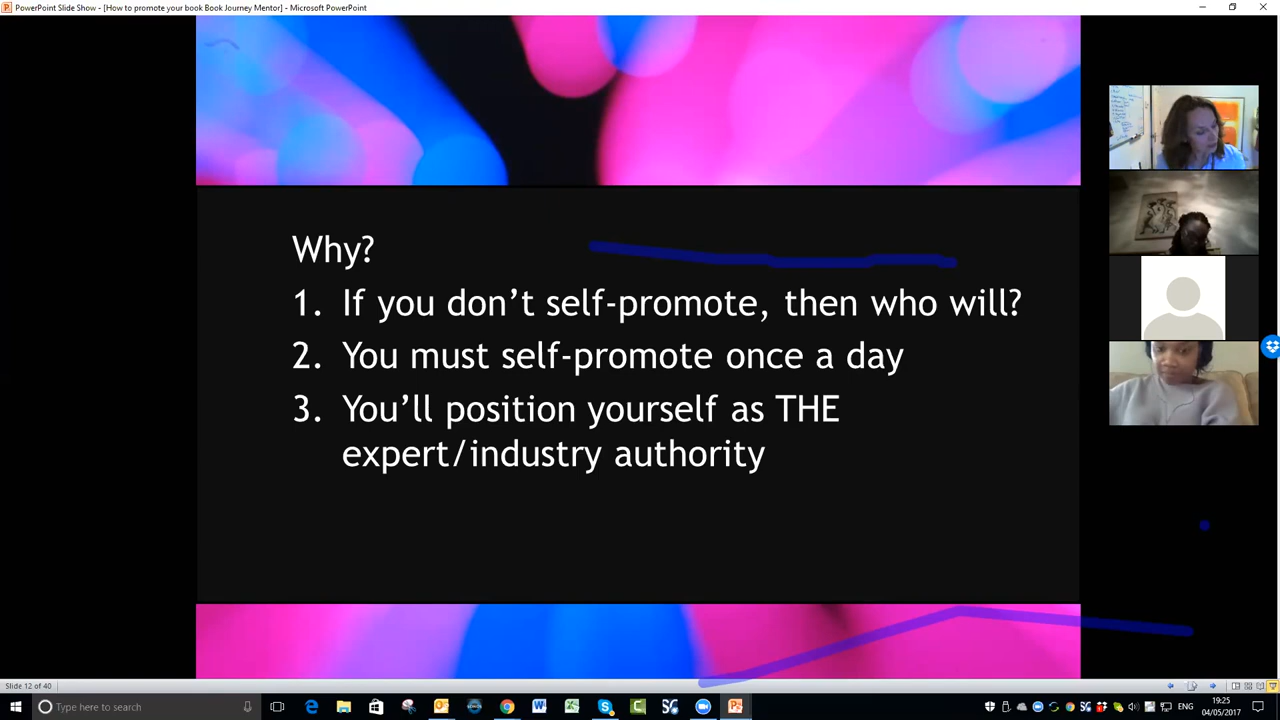 PowerPoint Slide Show - [How to promote your book Book Journey Mentor] - Microsoft PowerPoint
Why?
1. If you don’t self-promote, then who will?
2. You must self-promote once a day
3. You’ll position yourself as THE
expert/industry authority
Slide 12 of 40
Type here to search
ENG
19:25
04/05/2017